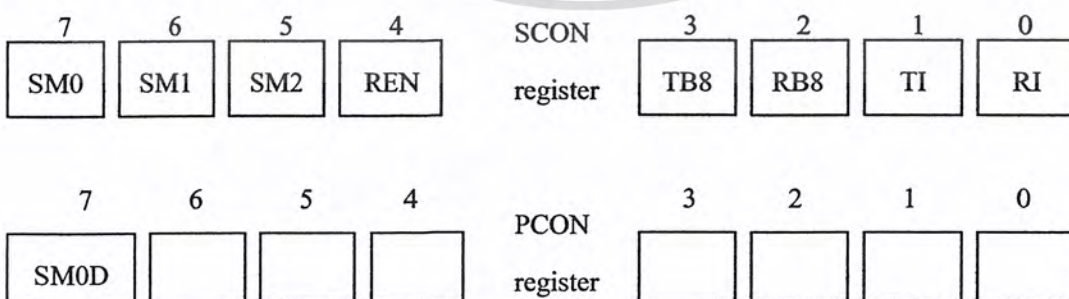 7 6 5 4 SCON 3 2 1 0
SM0 SM1 SM2 REN register TB8 RB8 TI RI
7 6 5 4 PCON 3 2 1 0
SM0D register